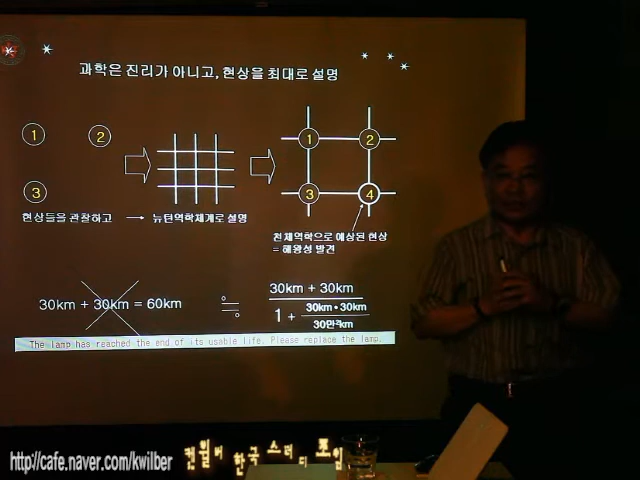 과학은 진리가 아니고, 현상을 최대로 설명
1 2
3
1 2
3 4
현상들을 관찰하고 → 뉴턴역학체계로 설명
천체역학으로 예상된 현상
= 해왕성 발견
30km + 30km = 60km
≒
30km + 30km
1 + 30km • 30km
30만²km
The lamp has reached the end of its usable life. Please replace the lamp.
http://cafe.naver.com/kwilber 켄윌버 한국스터디 모임